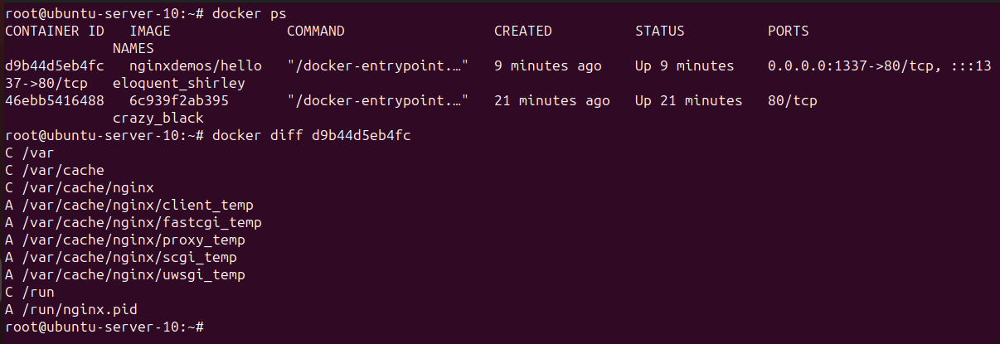 root@ubuntu-server-10:~# docker ps
CONTAINER ID   IMAGE              COMMAND                  CREATED          STATUS          PORTS
             NAMES
d9b44d5eb4fc   nginxdemos/hello   "/docker-entrypoint.…"   9 minutes ago    Up 9 minutes    0.0.0.0:1337->80/tcp, :::13
37->80/tcp   eloquent_shirley
46ebb5416488   6c939f2ab395       "/docker-entrypoint.…"   21 minutes ago   Up 21 minutes   80/tcp
             crazy_black
root@ubuntu-server-10:~# docker diff d9b44d5eb4fc
C /var
C /var/cache
C /var/cache/nginx
A /var/cache/nginx/client_temp
A /var/cache/nginx/fastcgi_temp
A /var/cache/nginx/proxy_temp
A /var/cache/nginx/scgi_temp
A /var/cache/nginx/uwsgi_temp
C /run
A /run/nginx.pid
root@ubuntu-server-10:~#